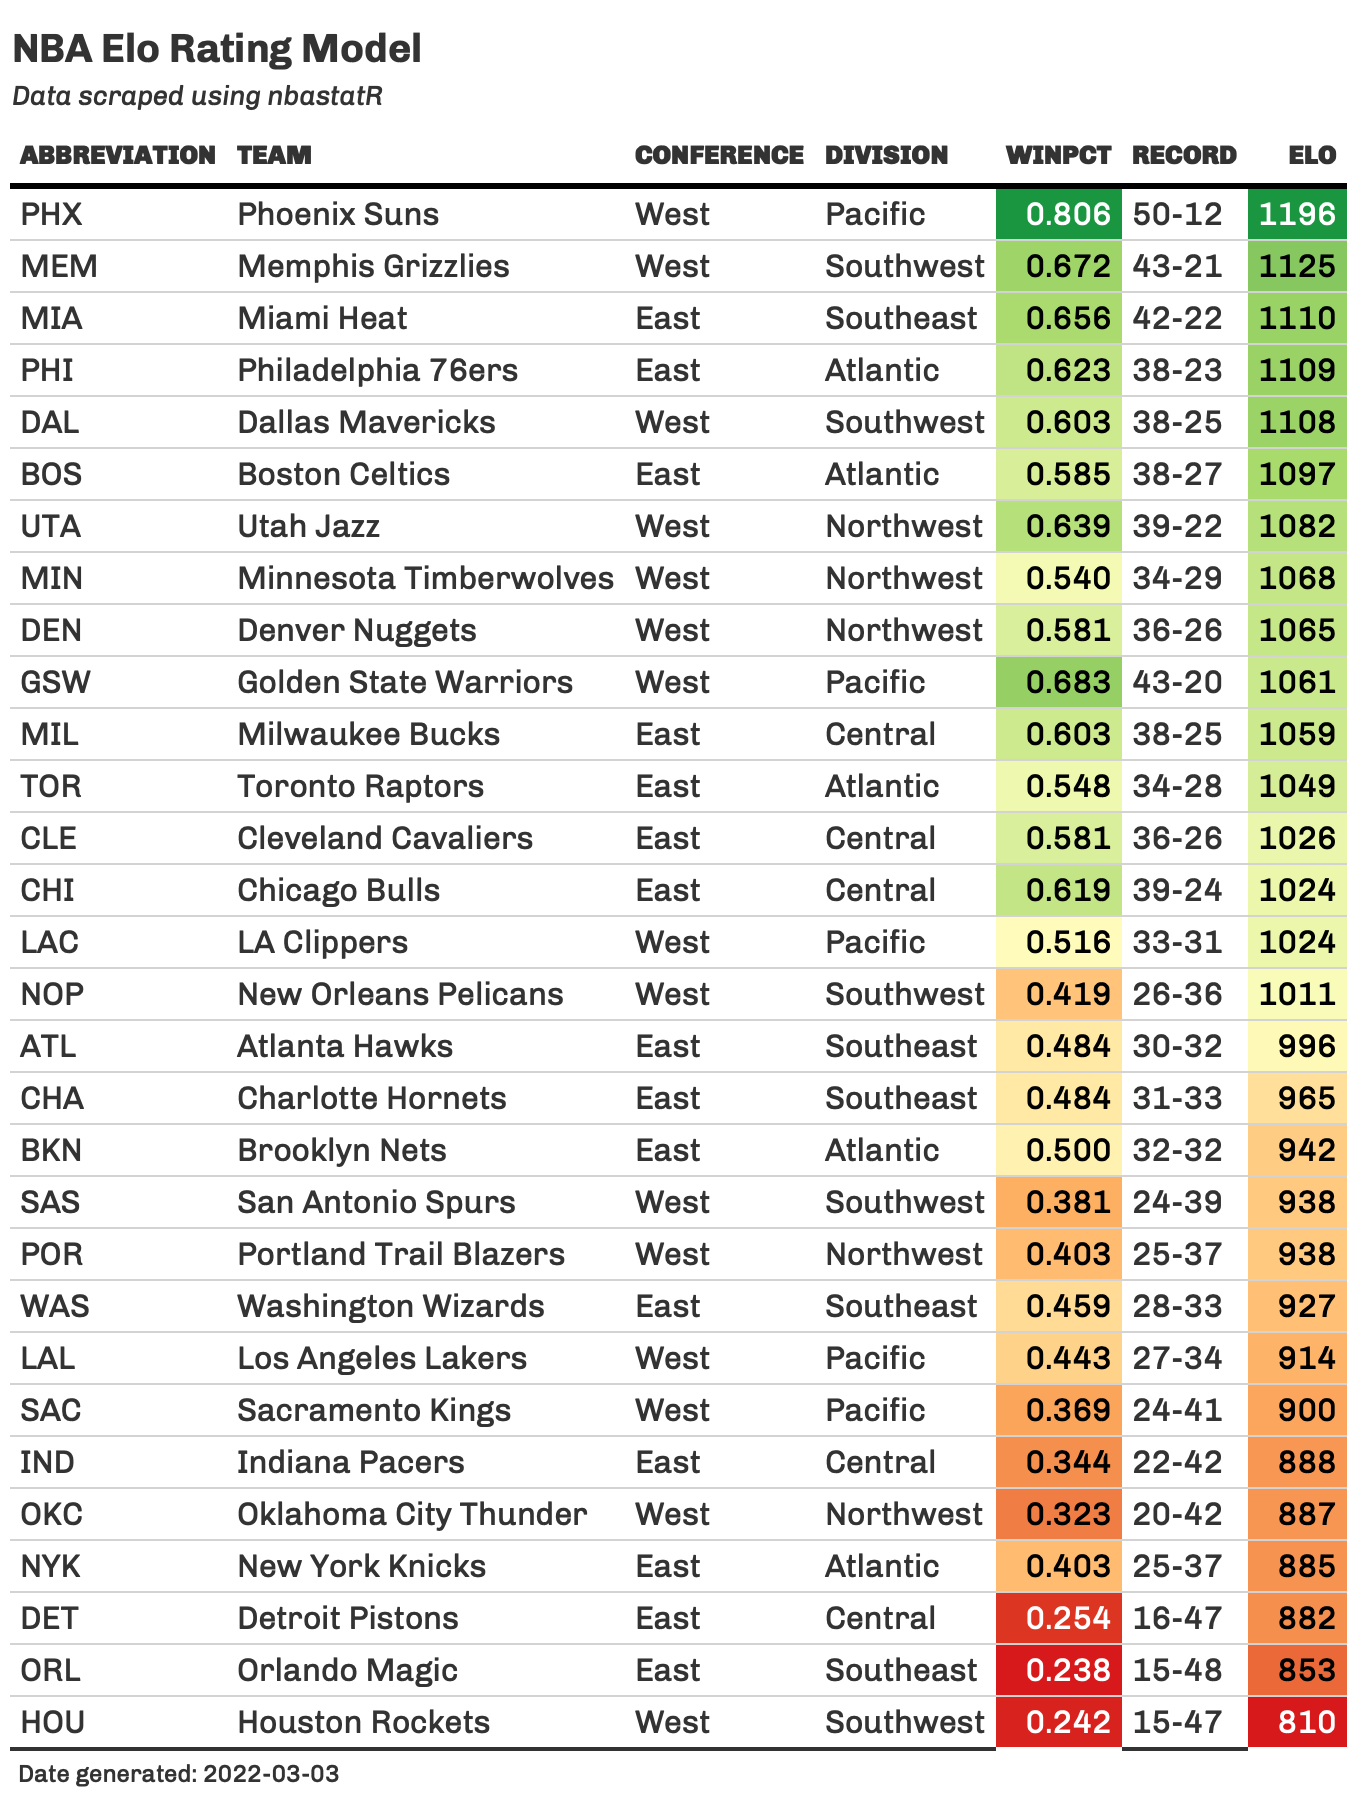 NBA Elo Rating Model
Data scraped using nbastatR
ABBREVIATION TEAM CONFERENCE DIVISION WINPCT RECORD ELO
PHX Phoenix Suns West Pacific 0.806 50-12 1196
MEM Memphis Grizzlies West Southwest 0.672 43-21 1125
MIA Miami Heat East Southeast 0.656 42-22 1110
PHI Philadelphia 76ers East Atlantic 0.623 38-23 1109
DAL Dallas Mavericks West Southwest 0.603 38-25 1108
BOS Boston Celtics East Atlantic 0.585 38-27 1097
UTA Utah Jazz West Northwest 0.639 39-22 1082
MIN Minnesota Timberwolves West Northwest 0.540 34-29 1068
DEN Denver Nuggets West Northwest 0.581 36-26 1065
GSW Golden State Warriors West Pacific 0.683 43-20 1061
MIL Milwaukee Bucks East Central 0.603 38-25 1059
TOR Toronto Raptors East Atlantic 0.548 34-28 1049
CLE Cleveland Cavaliers East Central 0.581 36-26 1026
CHI Chicago Bulls East Central 0.619 39-24 1024
LAC LA Clippers West Pacific 0.516 33-31 1024
NOP New Orleans Pelicans West Southwest 0.419 26-36 1011
ATL Atlanta Hawks East Southeast 0.484 30-32 996
CHA Charlotte Hornets East Southeast 0.484 31-33 965
BKN Brooklyn Nets East Atlantic 0.500 32-32 942
SAS San Antonio Spurs West Southwest 0.381 24-39 938
POR Portland Trail Blazers West Northwest 0.403 25-37 938
WAS Washington Wizards East Southeast 0.459 28-33 927
LAL Los Angeles Lakers West Pacific 0.443 27-34 914
SAC Sacramento Kings West Pacific 0.369 24-41 900
IND Indiana Pacers East Central 0.344 22-42 888
OKC Oklahoma City Thunder West Northwest 0.323 20-42 887
NYK New York Knicks East Atlantic 0.403 25-37 885
DET Detroit Pistons East Central 0.254 16-47 882
ORL Orlando Magic East Southeast 0.238 15-48 853
HOU Houston Rockets West Southwest 0.242 15-47 810
Date generated: 2022-03-03